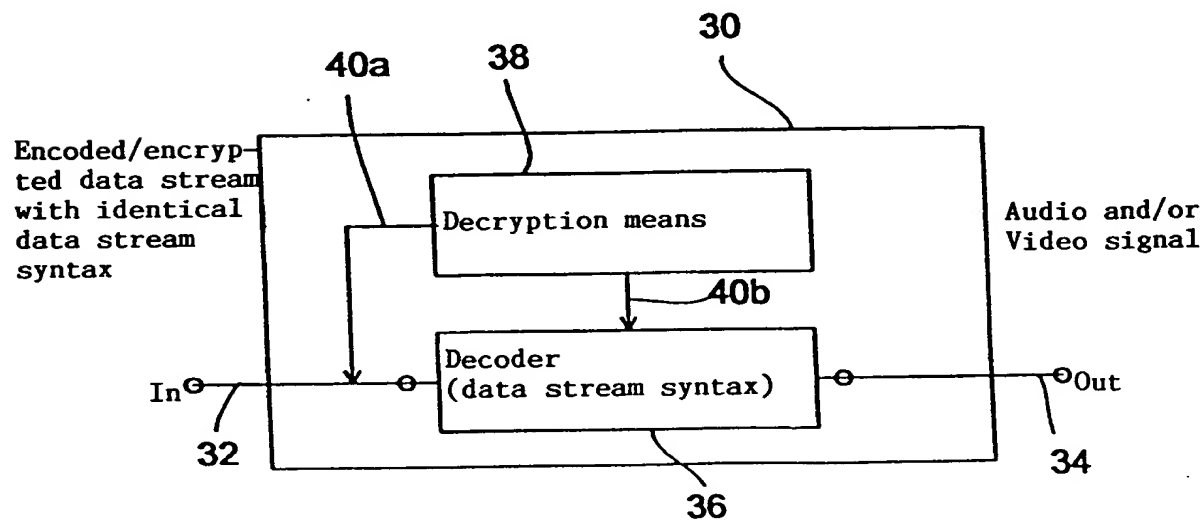 30
38
40a
Encoded/encryp-
ted data stream
with identical
data stream
syntax
Decryption means
Audio and/or
Video signal
40b
Decoder
(data stream syntax)
In
Out
32
34
36